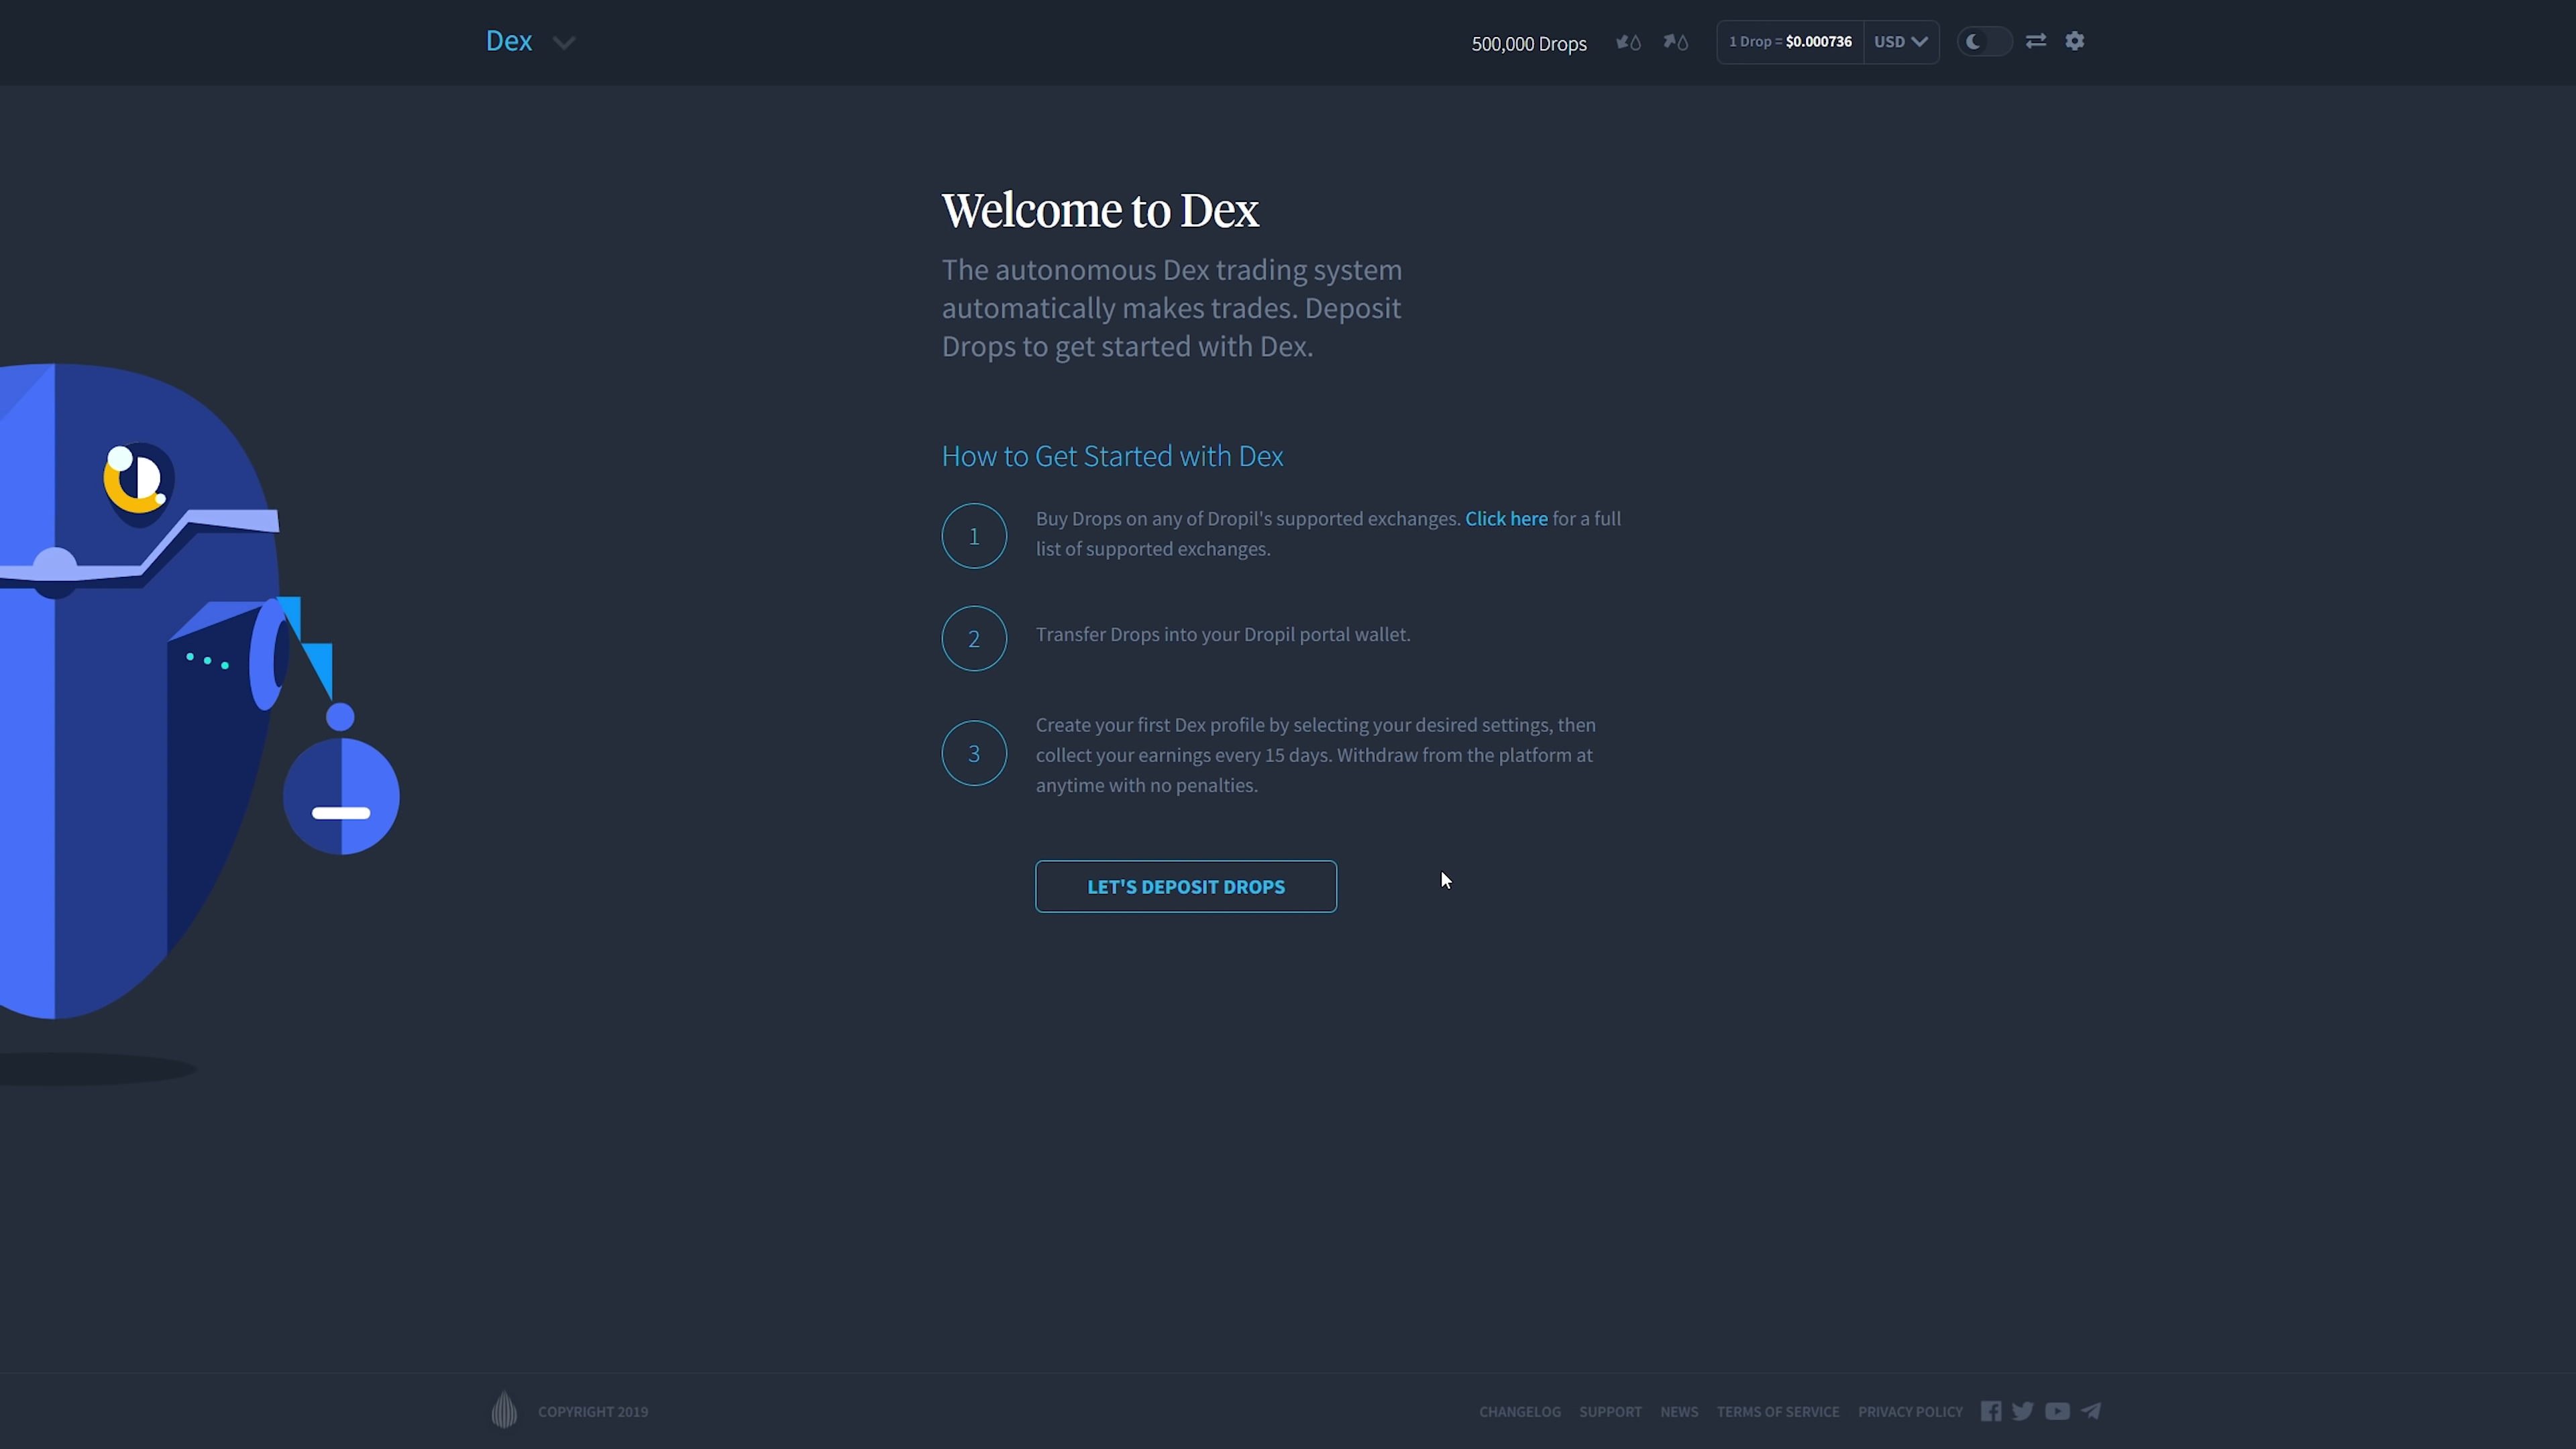 Dex
500,000 Drops
1 Drop = $0.000736
USD
Welcome to Dex
The autonomous Dex trading system
automatically makes trades. Deposit
Drops to get started with Dex.
How to Get Started with Dex
1
Buy Drops on any of Dropil's supported exchanges. Click here for a full
list of supported exchanges.
2
Transfer Drops into your Dropil portal wallet.
3
Create your first Dex profile by selecting your desired settings, then
collect your earnings every 15 days. Withdraw from the platform at
anytime with no penalties.
LET'S DEPOSIT DROPS
COPYRIGHT 2019
CHANGELOG SUPPORT NEWS TERMS OF SERVICE PRIVACY POLICY